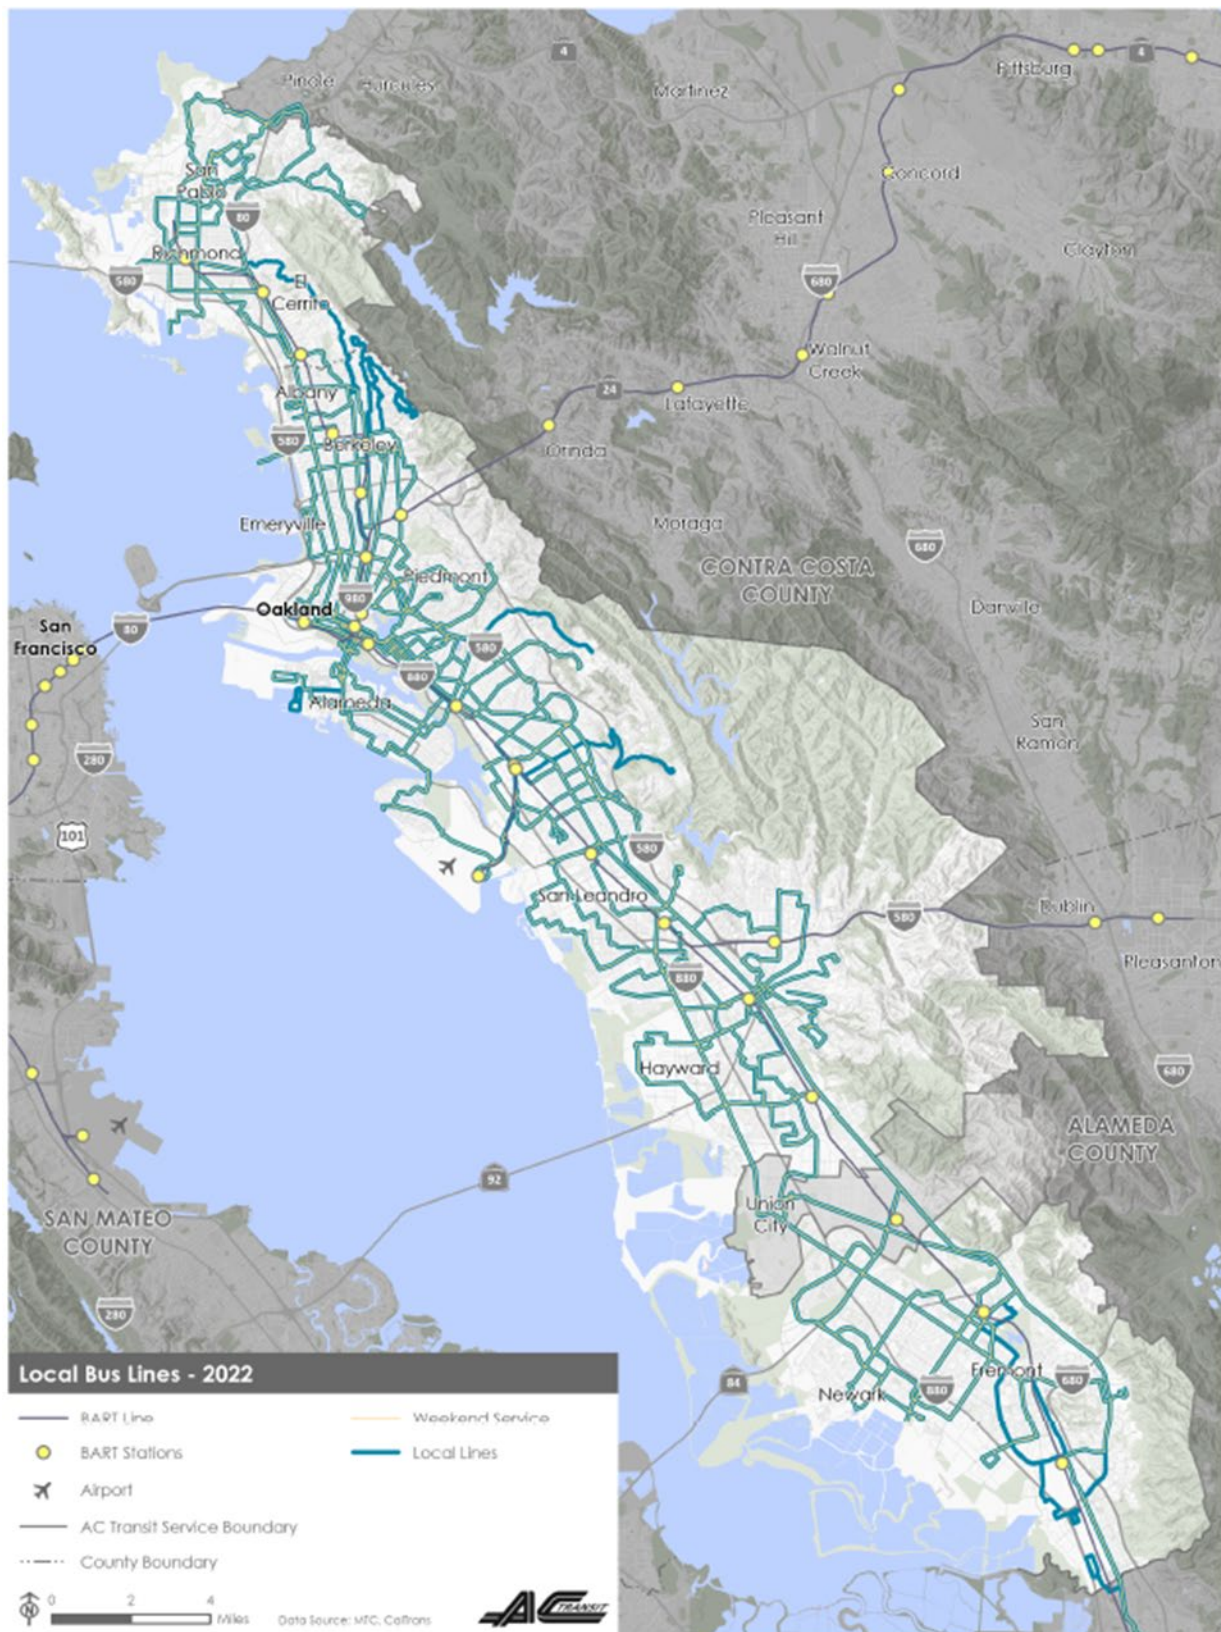 Pinole
Hercules
4
Martinez
Pittsburg
4
San
Pablo
Concord
80
Pleasant
Hill
Richmond
580
El
Cerrito
680
Clayton
Walnut
Creek
Albany
24
Lafayette
580
Berkeley
Orinda
Emeryville
Moraga
680
Piedmont
CONTRA COSTA
COUNTY
980
Oakland
Danville
San
Francisco
80
580
880
Alameda
San
Ramon
280
101
580
San Leandro
Dublin
580
880
Pleasanton
Hayward
680
ALAMEDA
COUNTY
92
SAN MATEO
COUNTY
Union
City
280
84
Fremont
680
Newark
880
Local Bus Lines - 2022
BART Line
Weekend Service
BART Stations
Local Lines
Airport
AC Transit Service Boundary
County Boundary
N
0 2 4
Miles
Data Source: MTC, Caltrans
AC TRANSIT